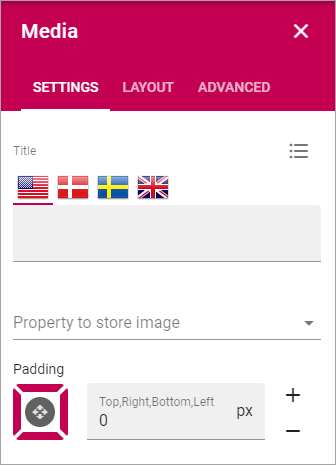 Media
SETTINGS LAYOUT ADVANCED
Title
Property to store image
Padding
Top,Right,Bottom,Left
0 px